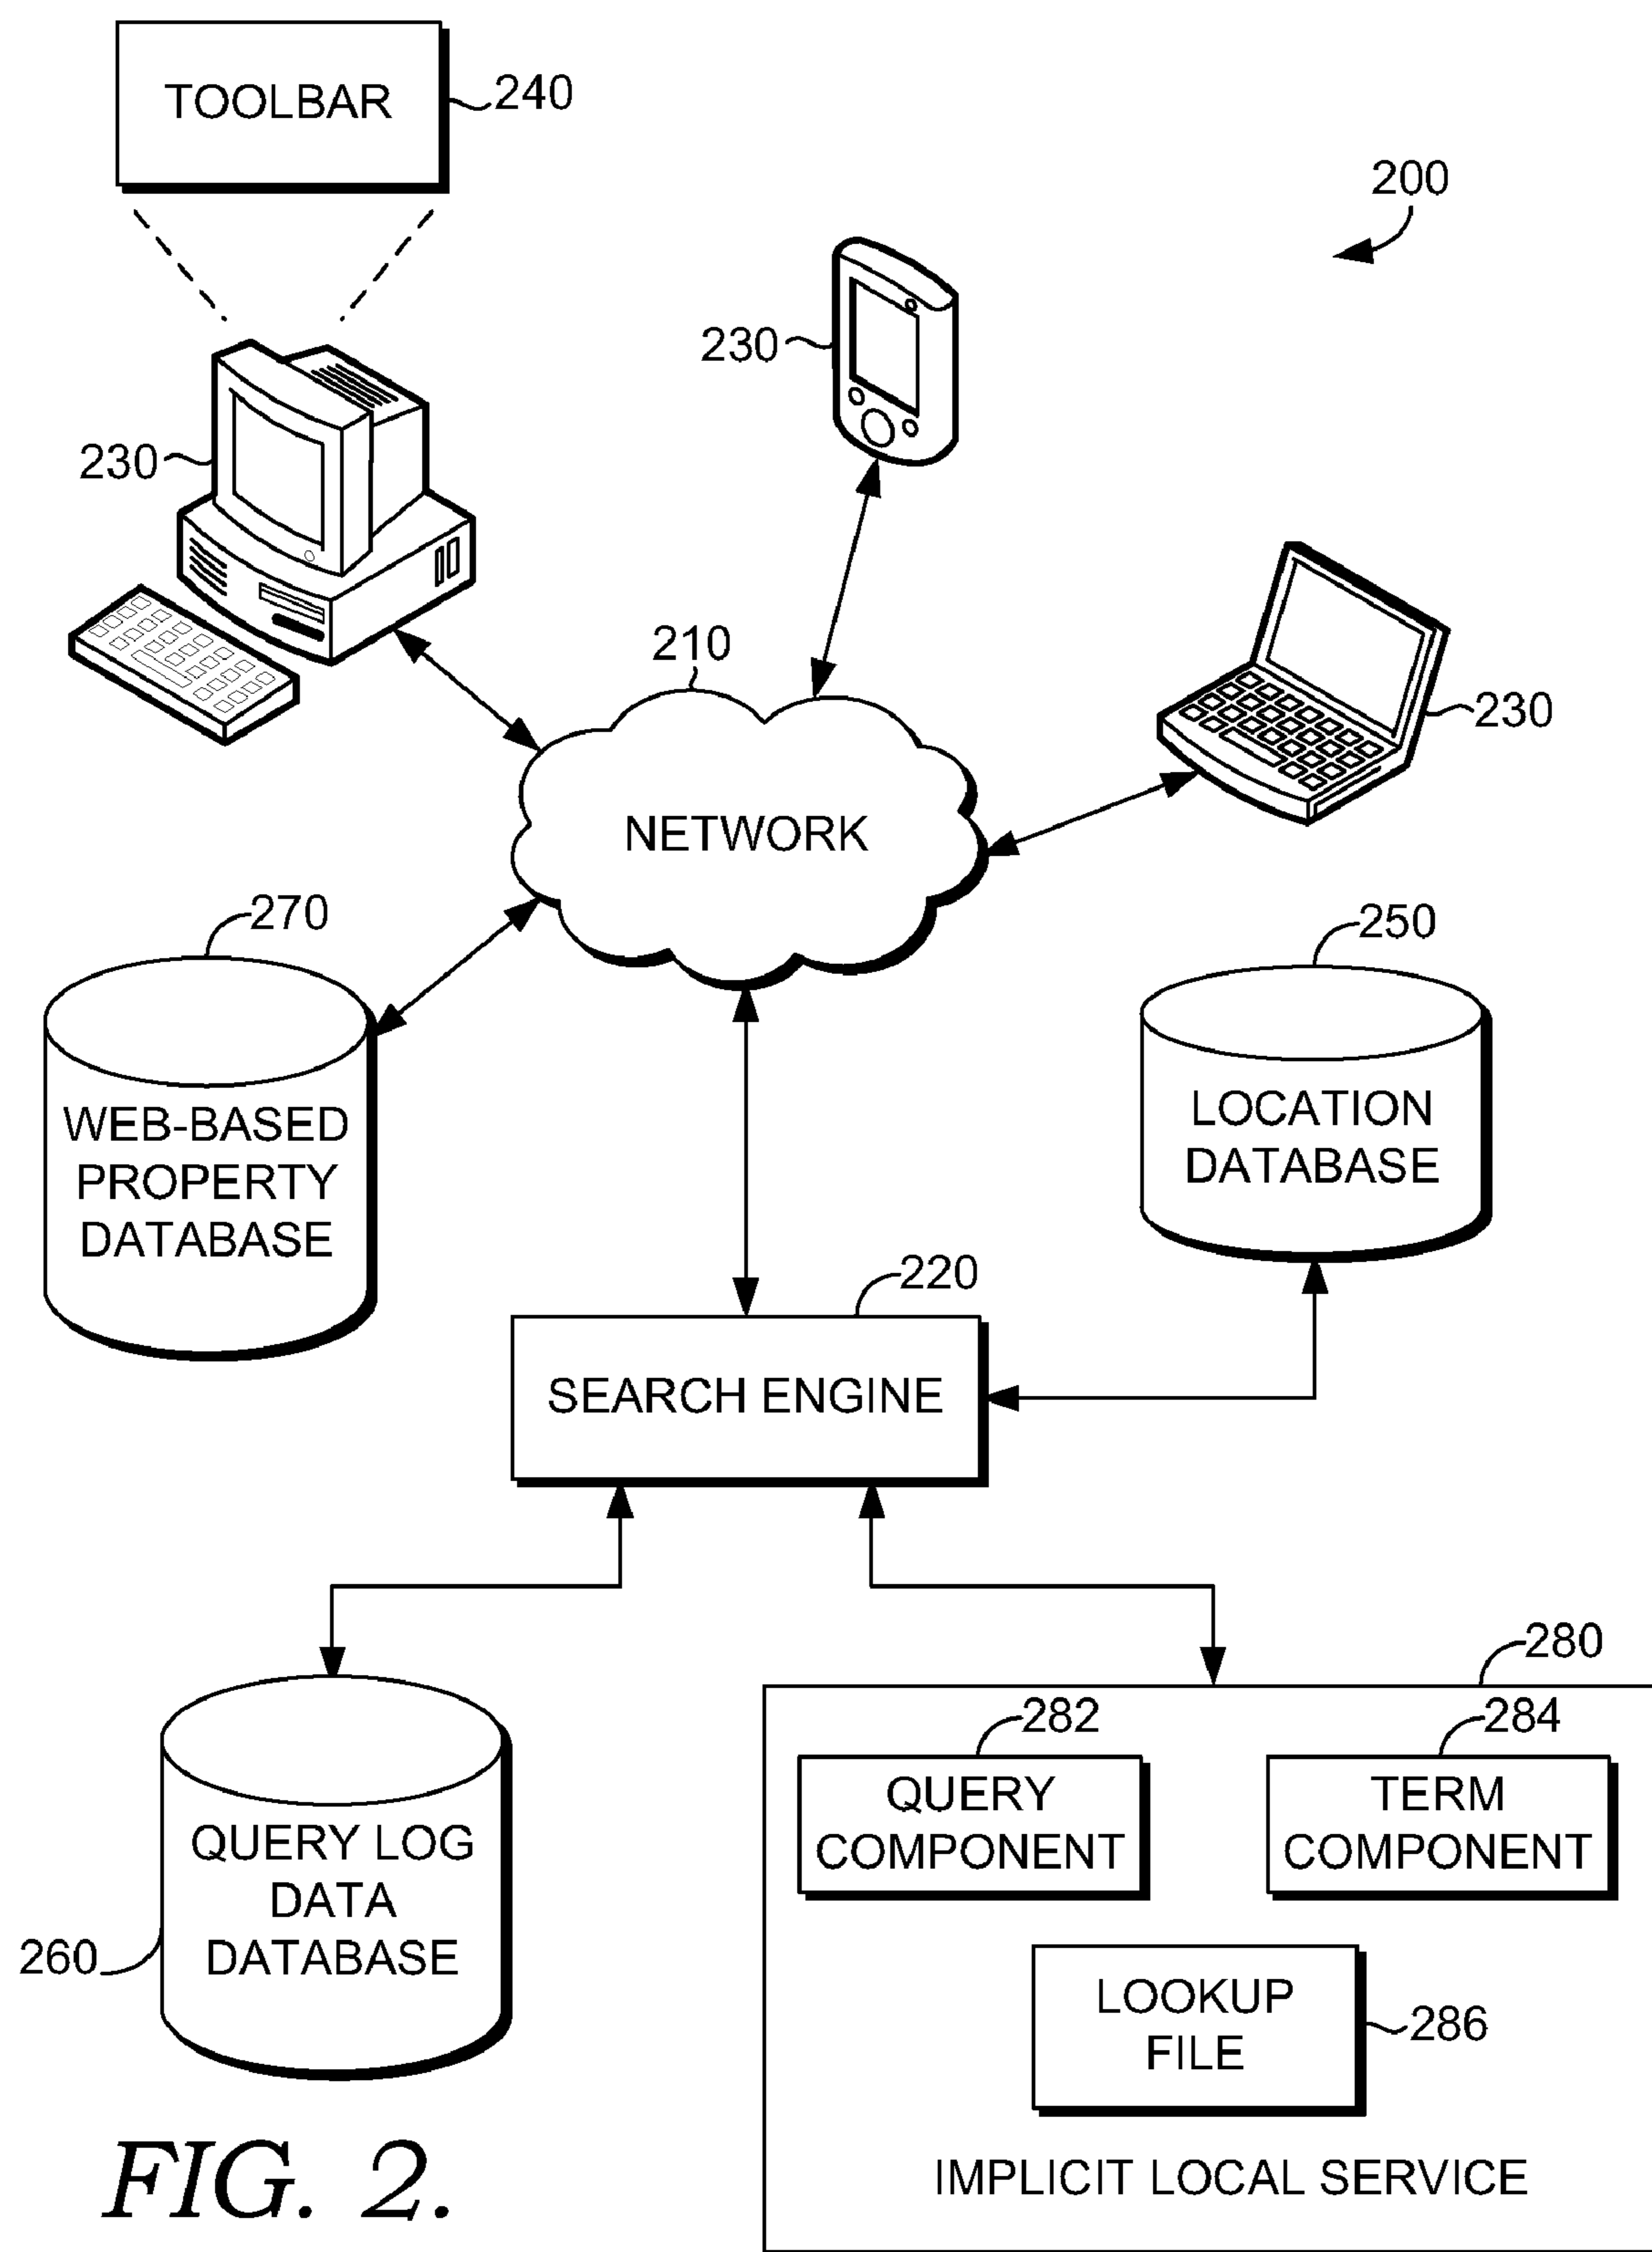 TOOLBAR
240
200
230
230
210
230
NETWORK
270
250
WEB-BASED
PROPERTY
DATABASE
LOCATION
DATABASE
220
SEARCH ENGINE
280
282
284
QUERY
COMPONENT
TERM
COMPONENT
QUERY LOG
DATA
DATABASE
260
LOOKUP
FILE
286
IMPLICIT LOCAL SERVICE
FIG. 2.